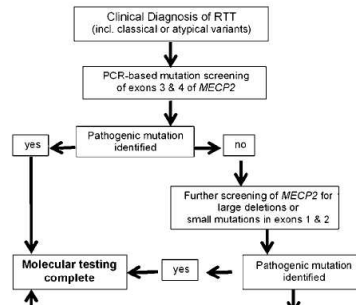 Clinical Diagnosis of RTT
(incl. classical or atypical variants)
PCR-based mutation screening
of exons 3 & 4 of MECP2
yes
Pathogenic mutation
identified
no
Further screening of MECP2 for
large deletions or
small mutations in exons 1 & 2
Molecular testing
complete
yes
Pathogenic mutation
identified